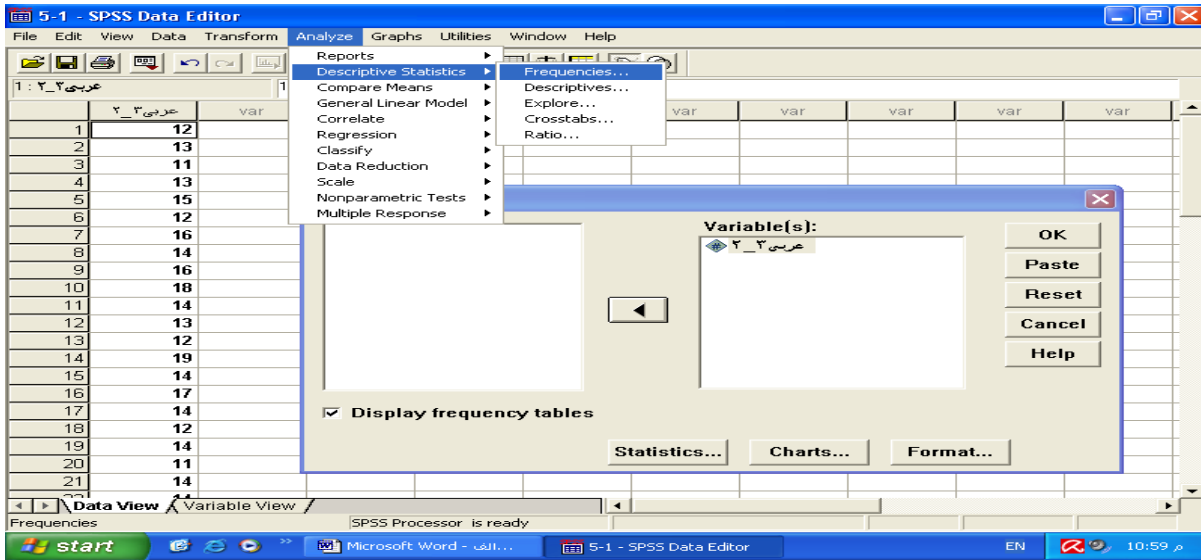 5-1 - SPSS Data Editor
File Edit View Data Transform Analyze Graphs Utilities Window Help
Reports
Descriptive Statistics
Compare Means
General Linear Model
Correlate
Regression
Classify
Data Reduction
Scale
Nonparametric Tests
Multiple Response
Frequencies...
Descriptives...
Explore...
Crosstabs...
Ratio...
1 : عربی۳_۲ 1
عربی۳_۲ var var var var var var
1 12
2 13
3 11
4 13
5 15
6 12
7 16
8 14
9 16
10 18
11 14
12 13
13 12
14 19
15 14
16 17
17 14
18 12
19 14
20 11
21 14
Variable(s):
عربی۳_۲
OK
Paste
Reset
Cancel
Help
Display frequency tables
Statistics... Charts... Format...
Data View Variable View
Frequencies SPSS Processor is ready
start Microsoft Word - الف... 5-1 - SPSS Data Editor EN 10:59 م